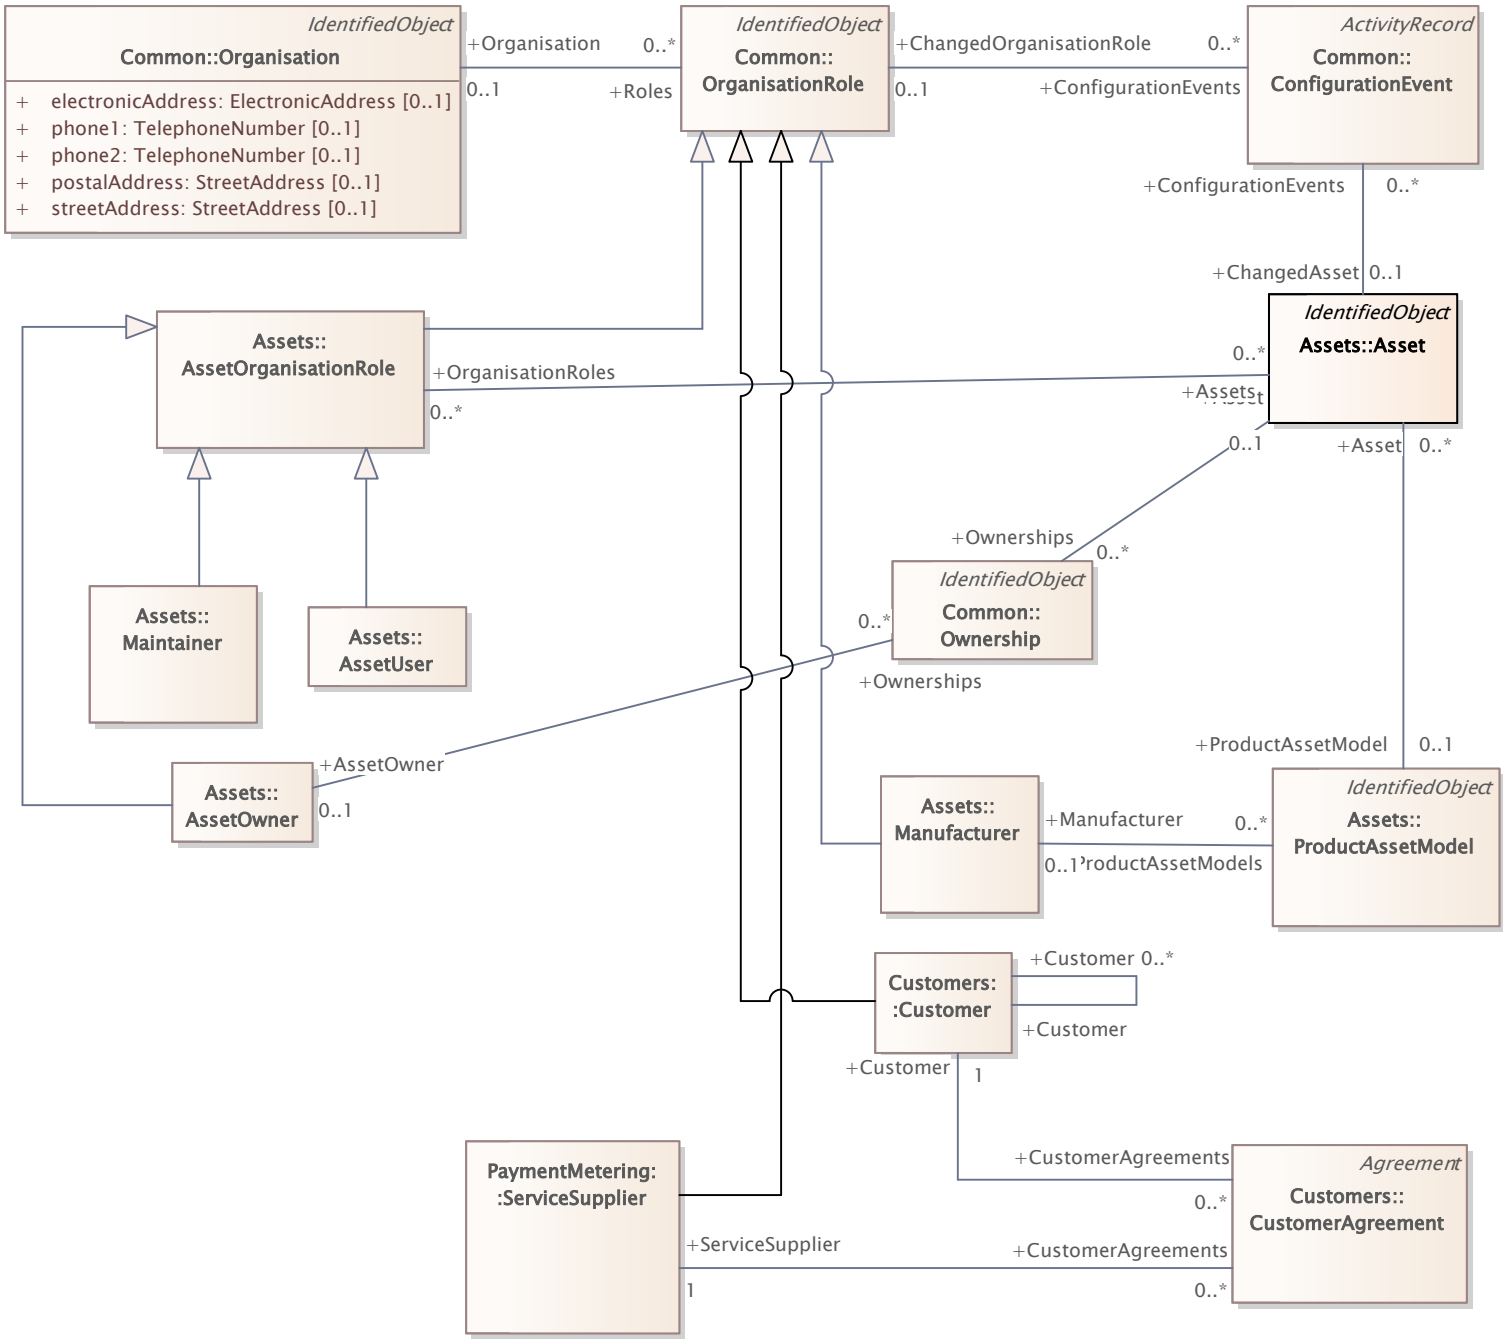 IdentifiedObject
Common::Organisation
+ electronicAddress: ElectronicAddress [0..1]
+ phone1: TelephoneNumber [0..1]
+ phone2: TelephoneNumber [0..1]
+ postalAddress: StreetAddress [0..1]
+ streetAddress: StreetAddress [0..1]
+Organisation
0..*
0..1
+Roles
IdentifiedObject
Common::
OrganisationRole
+ChangedOrganisationRole
0..*
0..1
+ConfigurationEvents
ActivityRecord
Common::
ConfigurationEvent
+ConfigurationEvents
0..*
+ChangedAsset
0..1
IdentifiedObject
Assets::Asset
Assets::
AssetOrganisationRole
+OrganisationRoles
0..*
0..*
+Assets
0..1
+Asset
0..*
Assets::
Maintainer
Assets::
AssetUser
+Ownerships
0..*
IdentifiedObject
Common::
Ownership
0..*
+Ownerships
+AssetOwner
0..1
Assets::
AssetOwner
+ProductAssetModel
0..1
Assets::
Manufacturer
+Manufacturer
0..*
0..1
ProductAssetModels
IdentifiedObject
Assets::
ProductAssetModel
Customers:
:Customer
+Customer 0..*
+Customer
+Customer
1
+CustomerAgreements
0..*
PaymentMetering:
:ServiceSupplier
+ServiceSupplier
1
+CustomerAgreements
0..*
Agreement
Customers::
CustomerAgreement